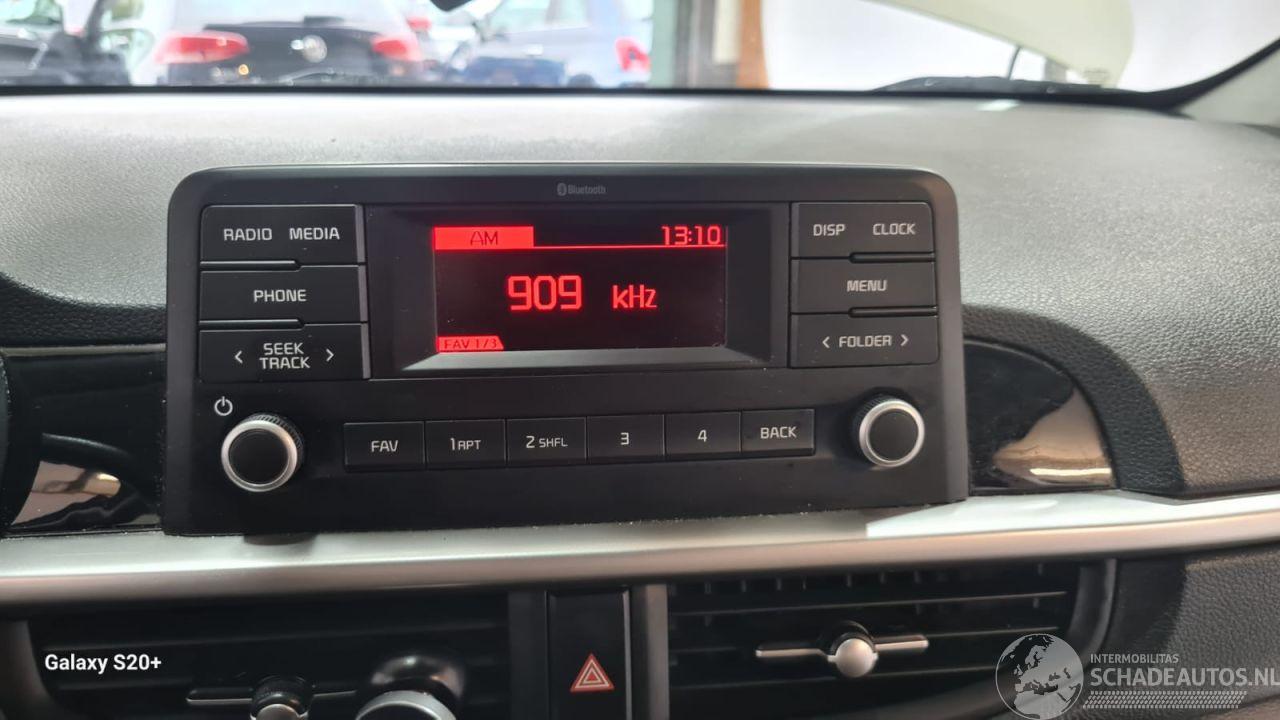 Bluetooth
RADIO MEDIA
PHONE
< SEEK TRACK >
AM 13:10
909 kHz
FAV 1/3
DISP CLOCK
MENU
< FOLDER >
FAV
1 RPT
2 SHFL
3
4
BACK
Galaxy S20+
INTERMOBILITAS
SCHADEAUTOS.NL